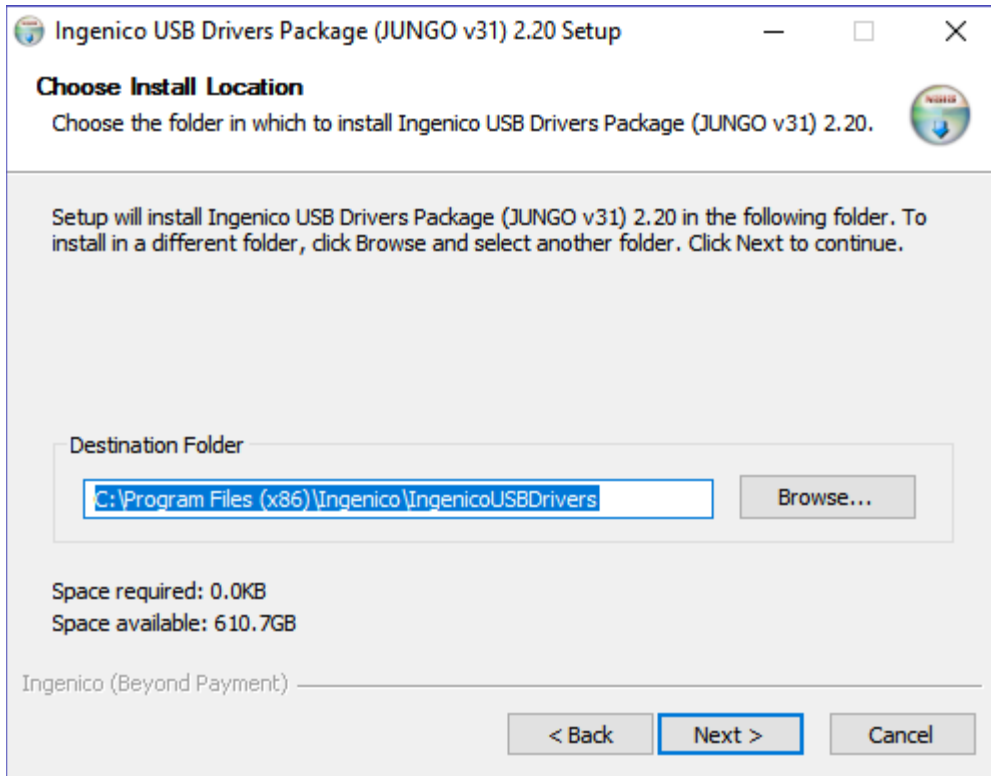 Ingenico USB Drivers Package (JUNGO v31) 2.20 Setup
Choose Install Location
Choose the folder in which to install Ingenico USB Drivers Package (JUNGO v31) 2.20.
Setup will install Ingenico USB Drivers Package (JUNGO v31) 2.20 in the following folder. To
install in a different folder, click Browse and select another folder. Click Next to continue.
Destination Folder
C:\Program Files (x86)\Ingenico\IngenicoUSBDrivers
Browse...
Space required: 0.0KB
Space available: 610.7GB
Ingenico (Beyond Payment)
< Back
Next >
Cancel